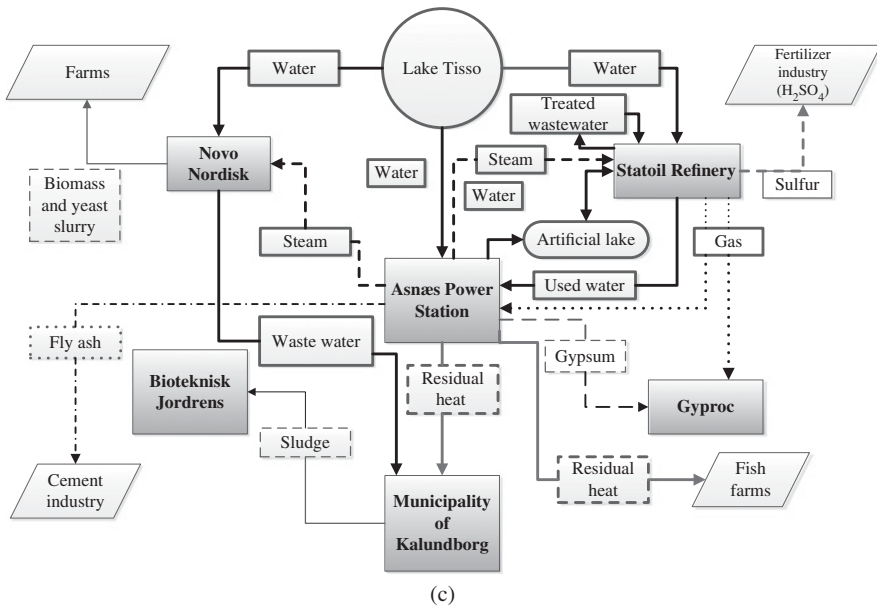 Farms
Water
Lake Tisso
Water
Fertilizer
industry
(H₂SO₄)
Treated
wastewater
Novo
Nordisk
Water
Steam
Water
Statoil Refinery
Sulfur
Biomass
and yeast
slurry
Steam
Artificial lake
Gas
Asnæs Power
Station
Used water
Fly ash
Waste water
Gypsum
Bioteknisk
Jordrens
Residual
heat
Gyproc
Sludge
Cement
industry
Municipality
of
Kalundborg
Residual
heat
Fish
farms
(c)